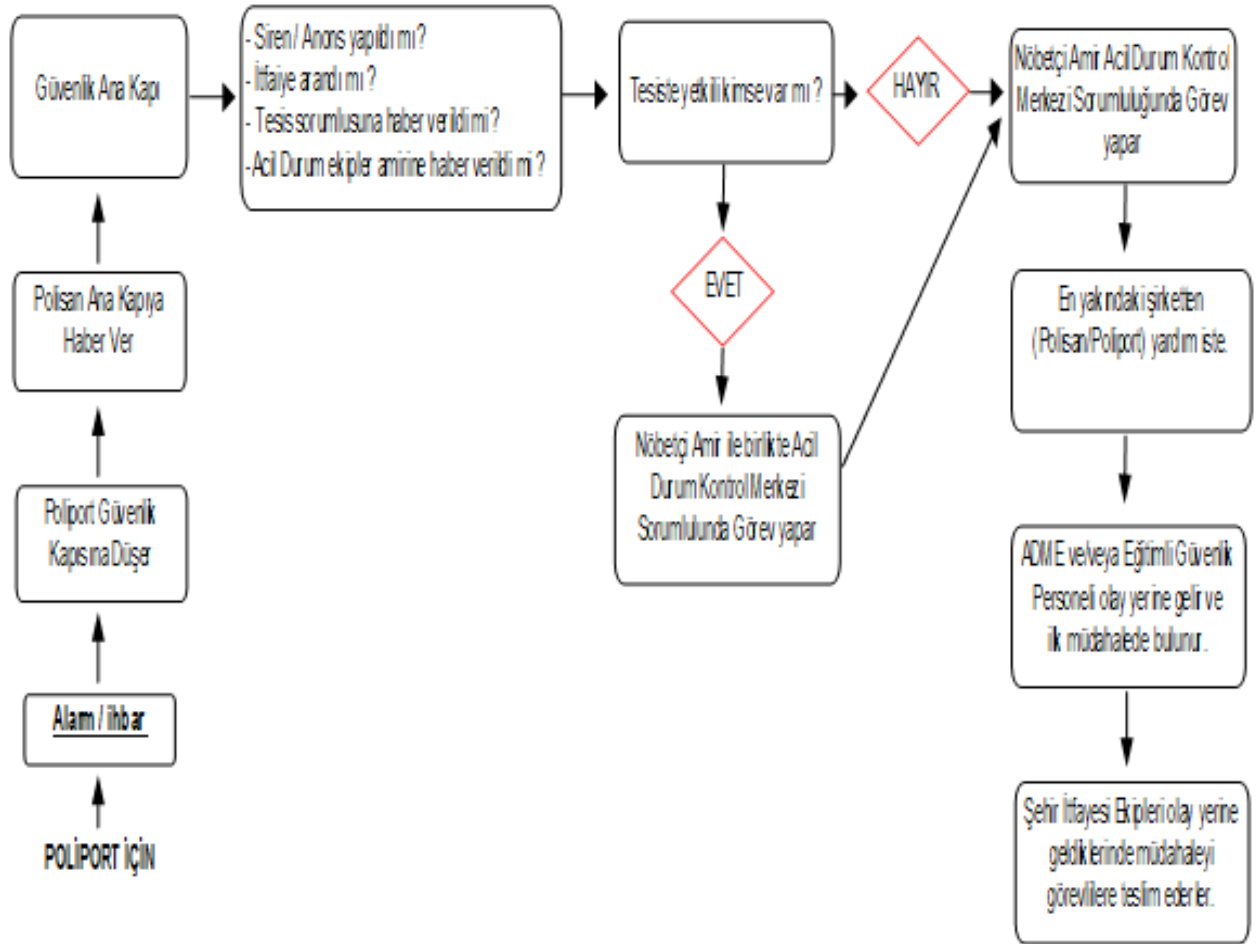 Güvenlik Ana Kapı
- Siren / Anons yapıldı mı?
- İtfaiye arandı mı ?
- Tesis sorumlusuna haber verildi mi?
- Acil Durum ekipler amirine haber verildi mi ?
Tesiste yetkili kimse var mı ?
HAYIR
Nöbetçi Amir Acil Durum Kontrol
Merkezi Sorumluluğunda Görev
yapar
Polisan Ana Kapıya
Haber Ver
EVET
En yakındaki şirketten
( Polisan/Poliport) yardım iste.
Nöbetçi Amir ile birlikte Acil
Durum Kontrol Merkezi
Sorumlulunda Görev yapar
Poliport Güvenlik
Kapısına Düşer
ADME ve/veya Eğitimli Güvenlik
Personeli olay yerine gelir ve
ilk müdahalede bulunur.
Alarm / ihbar
POLİPORT İÇİN
Şehir İtfayesi Ekipleri olay yerine
geldiklerinde müdahaleyi
görevlilere teslim ederler.